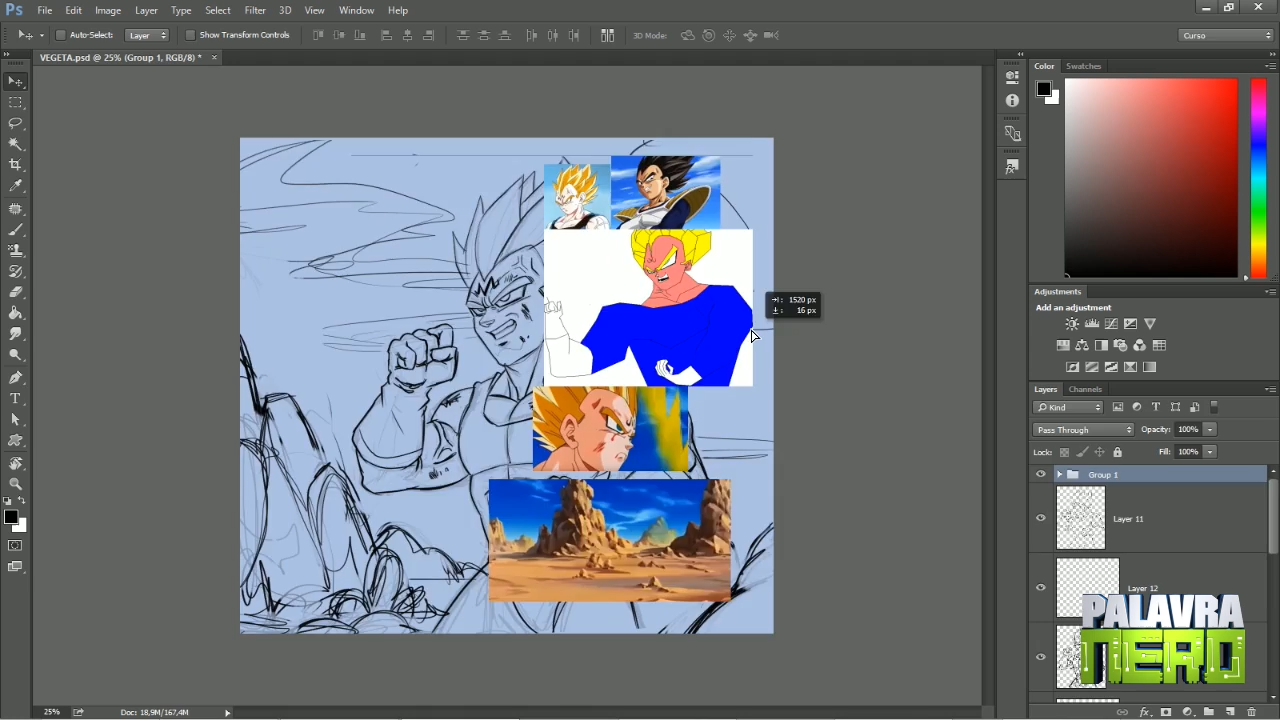 Ps File Edit Image Layer Type Select Filter 3D View Window Help
Auto-Select: Layer Show Transform Controls 3D Mode: Curso
VEGETA.psd @ 25% (Group 1, RGB/8) * ×
Color Swatches
1520 px
16 px
Adjustments
Add an adjustment
Layers Channels
Kind
Pass Through Opacity: 100%
Lock: Fill: 100%
Group 1
Layer 11
Layer 12
PALAVRA
NERD
25% Doc: 18,9M/167,4M